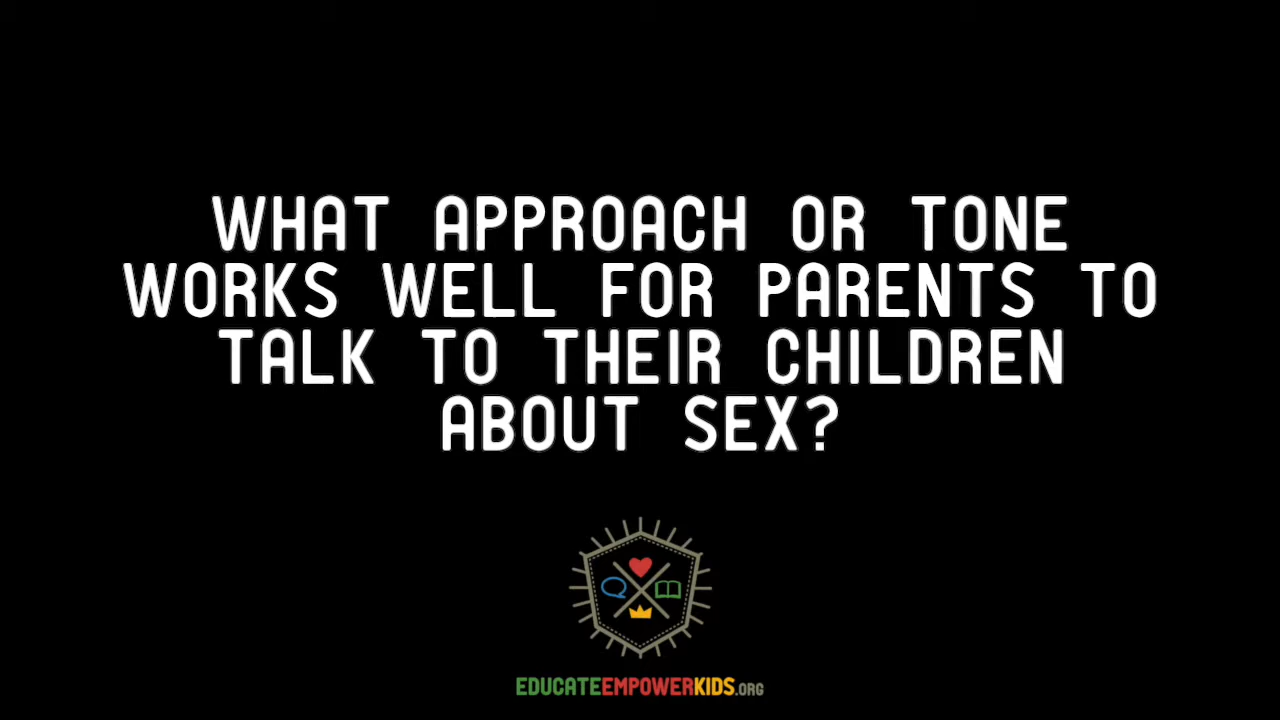 WHAT APPROACH OR TONE
WORKS WELL FOR PARENTS TO
TALK TO THEIR CHILDREN
ABOUT SEX?
EDUCATEEMPOWERKIDS.ORG